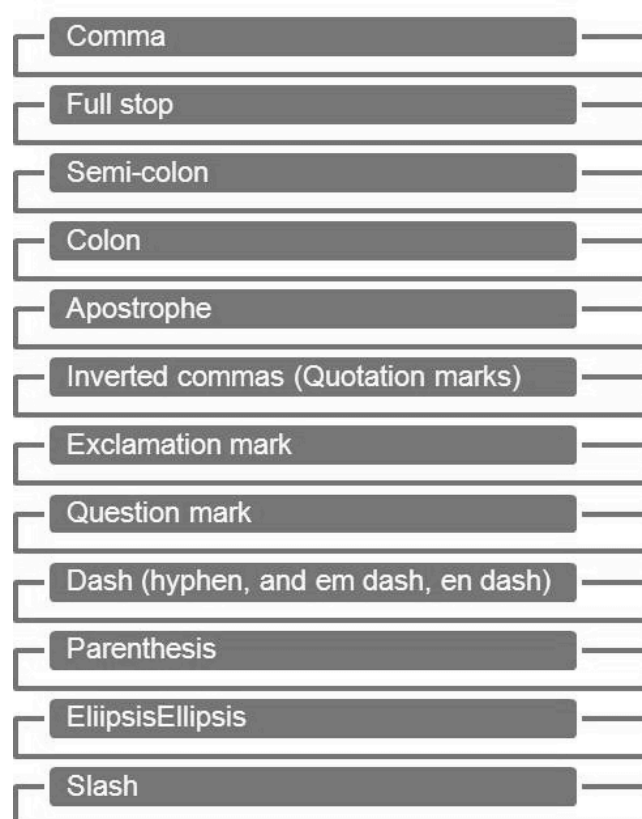 Comma
Full stop
Semi-colon
Colon
Apostrophe
Inverted commas (Quotation marks)
Exclamation mark
Question mark
Dash (hyphen, and em dash, en dash)
Parenthesis
EliipsisEllipsis
Slash